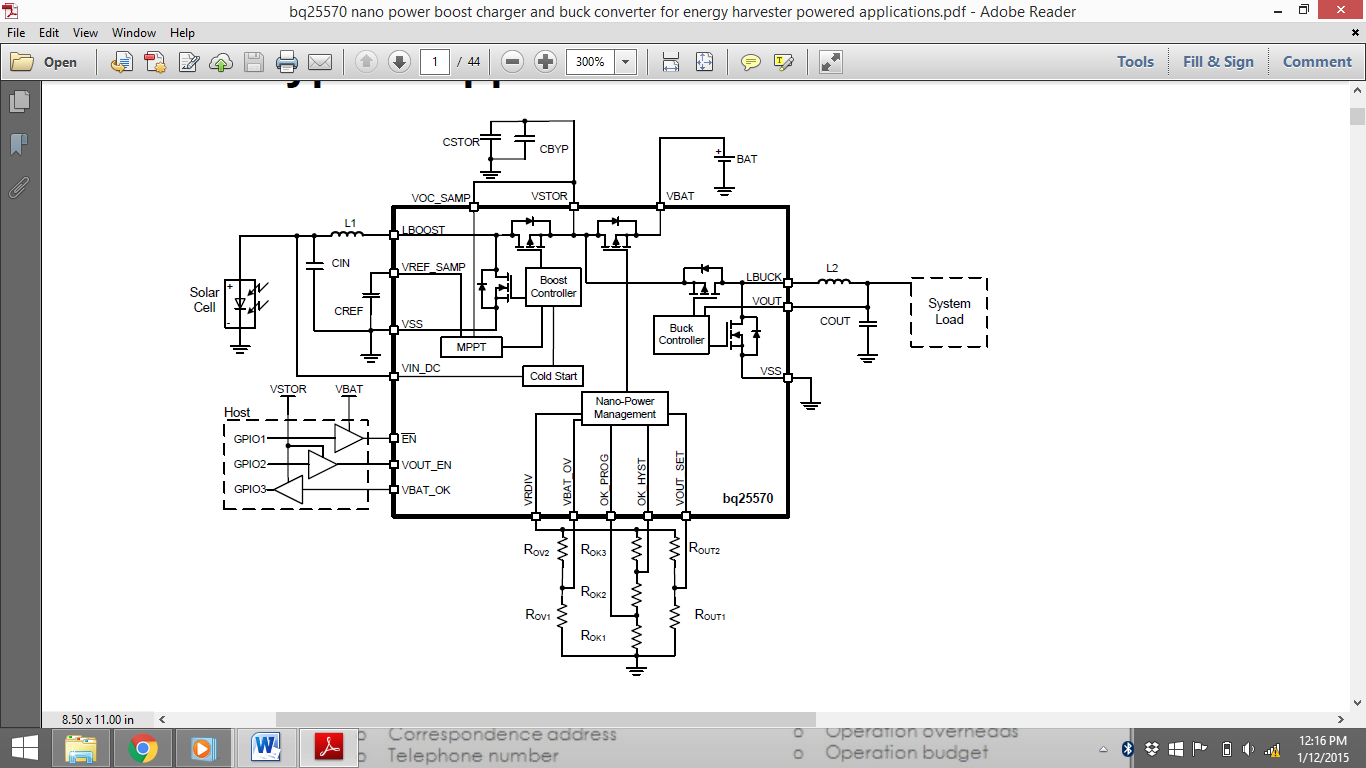 bq25570 nano power boost charger and buck converter for energy harvester powered applications.pdf - Adobe Reader
File Edit View Window Help
Open 1 / 44 300% Tools Fill & Sign Comment
CSTOR
CBYP
BAT
VOC_SAMP
VSTOR
VBAT
L1
LBOOST
CIN
VREF_SAMP
Boost
Controller
LBUCK
L2
Solar
Cell
+
-
CREF
VOUT
System
Load
VSS
COUT
Buck
Controller
MPPT
VIN_DC
Cold Start
VSS
VSTOR
VBAT
Nano-Power
Management
Host
GPIO1
EN
GPIO2
VOUT_EN
GPIO3
VBAT_OK
VRDIV
VBAT_OV
OK_PROG
OK_HYST
VOUT_SET
bq25570
ROV2
ROK3
ROUT2
ROK2
ROV1
ROUT1
ROK1
8.50 x 11.00 in
o Correspondence address
o Operation overheads
o Telephone number
o Operation budget
12:16 PM
1/12/2015